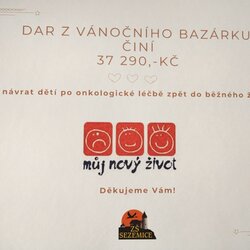 DAR Z VÁNOČNÍHO BAZÁRKU
ČINÍ
37 290,-KČ
návrat dětí po onkologické léčbě zpět do běžného
můj nový život
Děkujeme Vám!
ZŠ
SEZEMICE